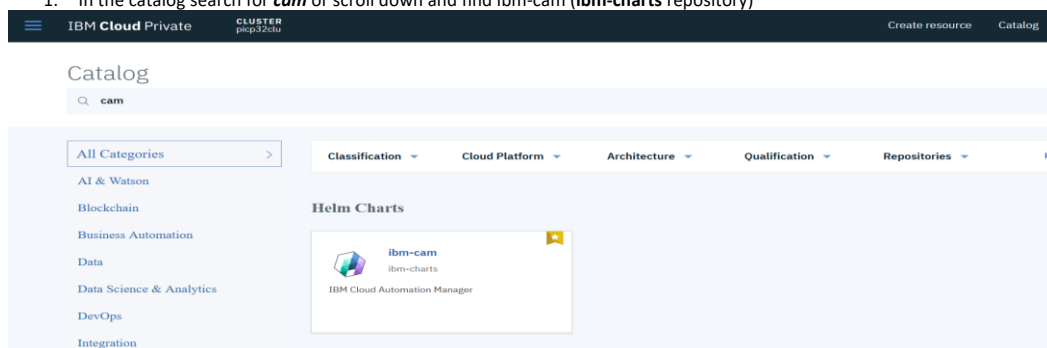 1. In the catalog search for cam or scroll down and find ibm-cam (ibm-charts repository)
IBM Cloud Private
CLUSTER
picp32clu
Create resource
Catalog
Catalog
cam
All Categories
Classification
Cloud Platform
Architecture
Qualification
Repositories
AI & Watson
Blockchain
Business Automation
Data
Data Science & Analytics
DevOps
Integration
Helm Charts
ibm-cam
ibm-charts
IBM Cloud Automation Manager